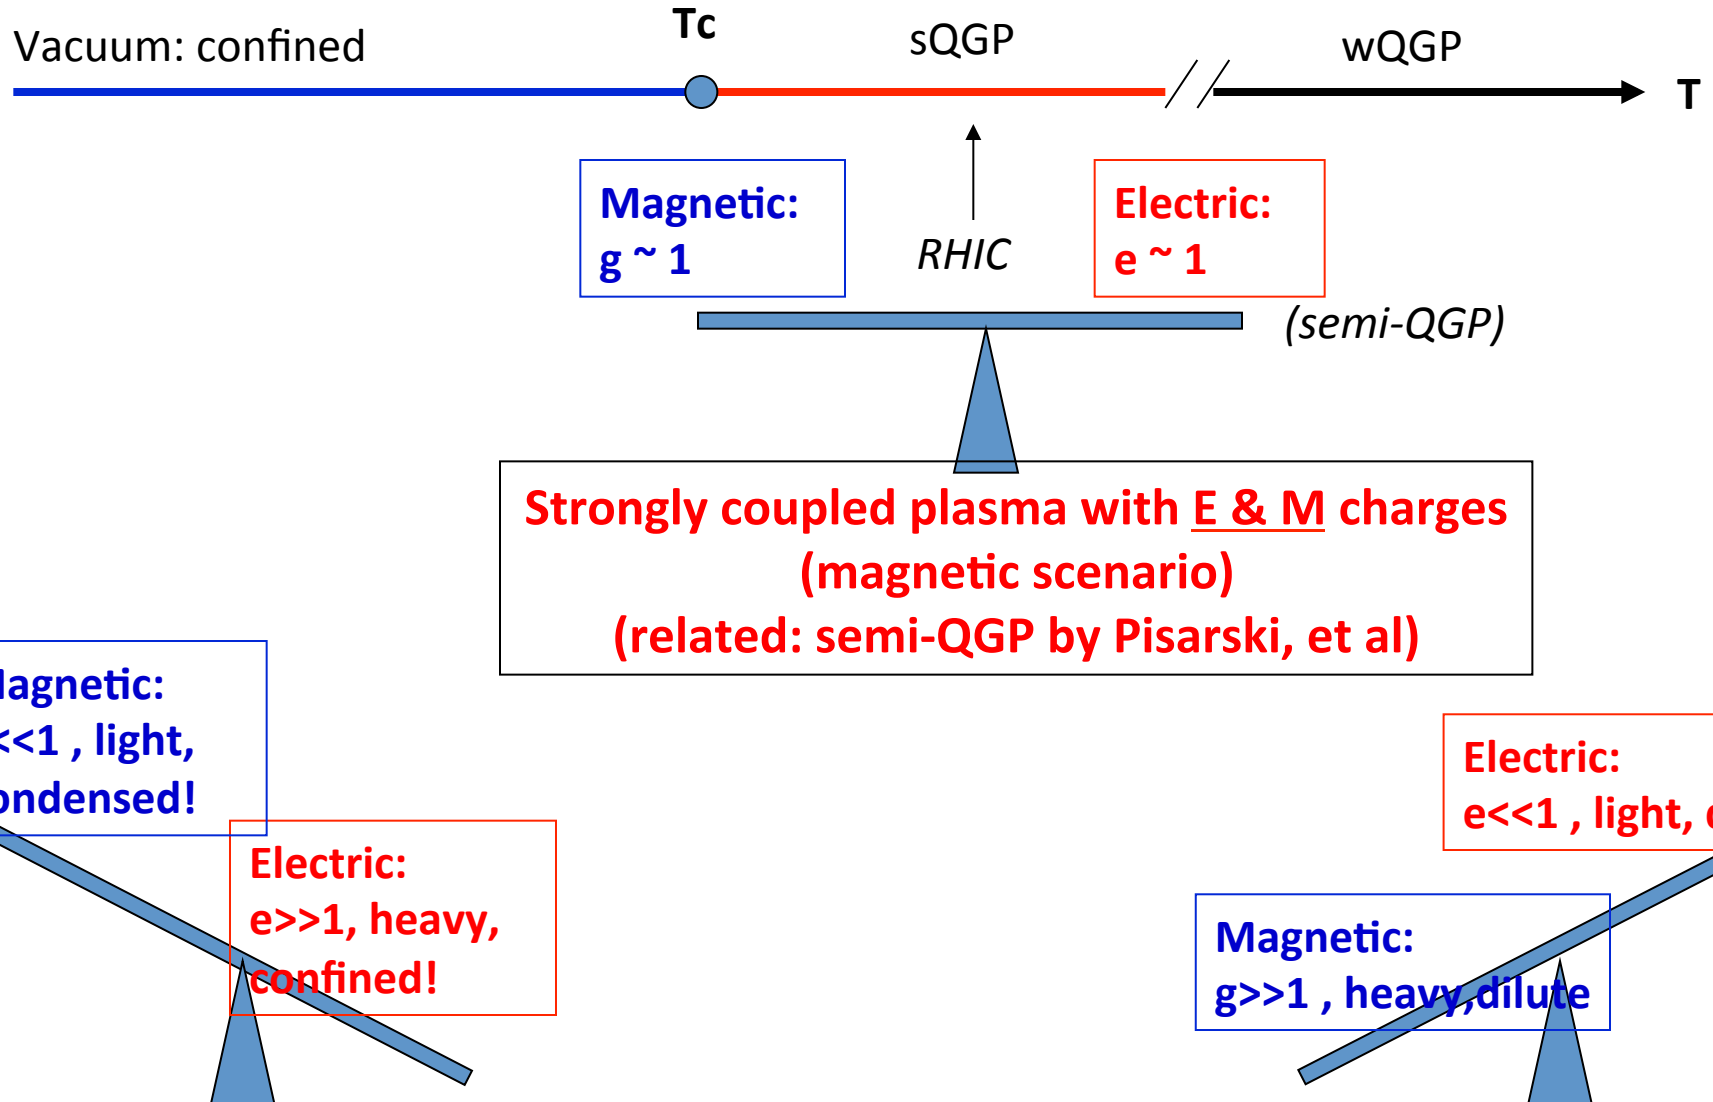 Vacuum: confined
Tc
sQGP
wQGP
T
Magnetic:
g ~ 1
RHIC
Electric:
e ~ 1
(semi-QGP)
Strongly coupled plasma with E & M charges
(magnetic scenario)
(related: semi-QGP by Pisarski, et al)
agnetic:
<<1 , light,
ondensed!
Electric:
e>>1, heavy,
confined!
Electric:
e<<1 , light,
Magnetic:
g>>1 , heavy,dilute